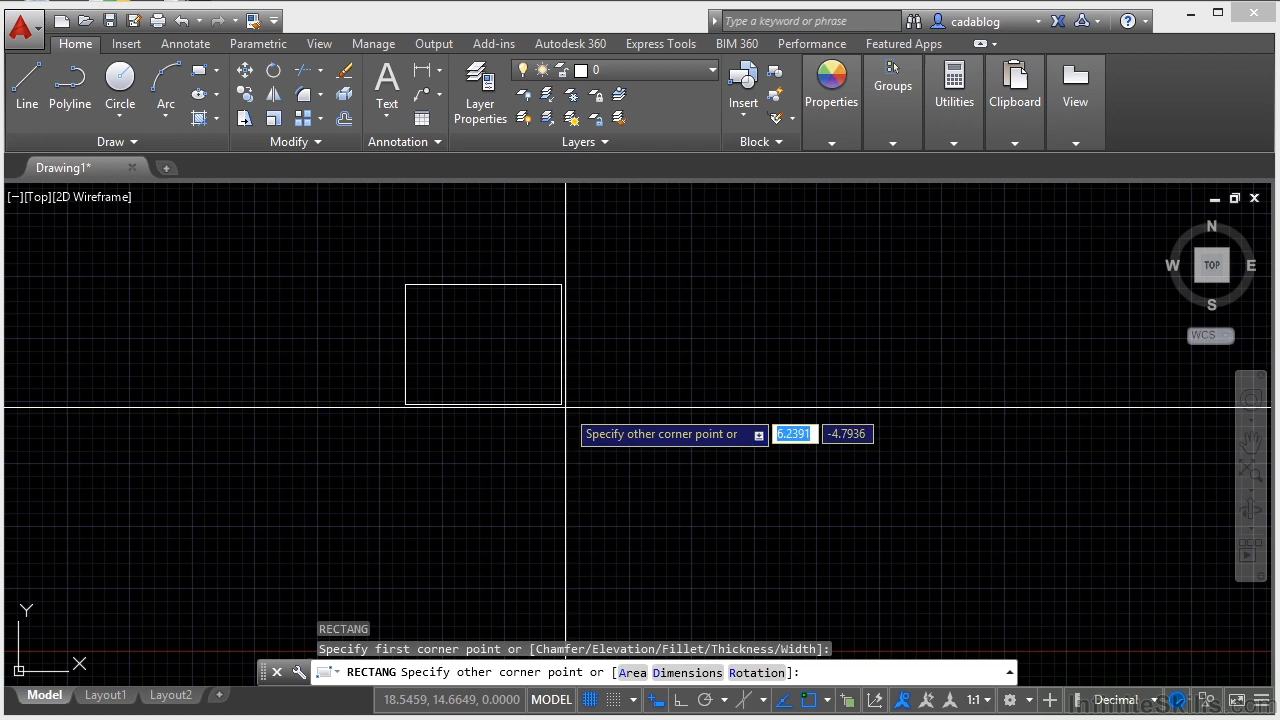 Type a keyword or phrase
cadablog
Home Insert Annotate Parametric View Manage Output Add-ins Autodesk 360 Express Tools BIM 360 Performance Featured Apps
Line Polyline Circle Arc
Text
Layer
Properties
0
Insert
Properties
Groups
Utilities
Clipboard
View
Draw Modify Annotation Layers Block
Drawing1*
[−][Top][2D Wireframe]
N
W TOP E
S
WCS
Specify other corner point or 6.2391 -4.7936
Y
X
RECTANG
Specify first corner point or [Chamfer/Elevation/Fillet/Thickness/Width]:
RECTANG Specify other corner point or [Area Dimensions Rotation]:
Model Layout1 Layout2 +
18.5459, 14.6649, 0.0000 MODEL 1:1 Decimal
InfiniteSkills.com